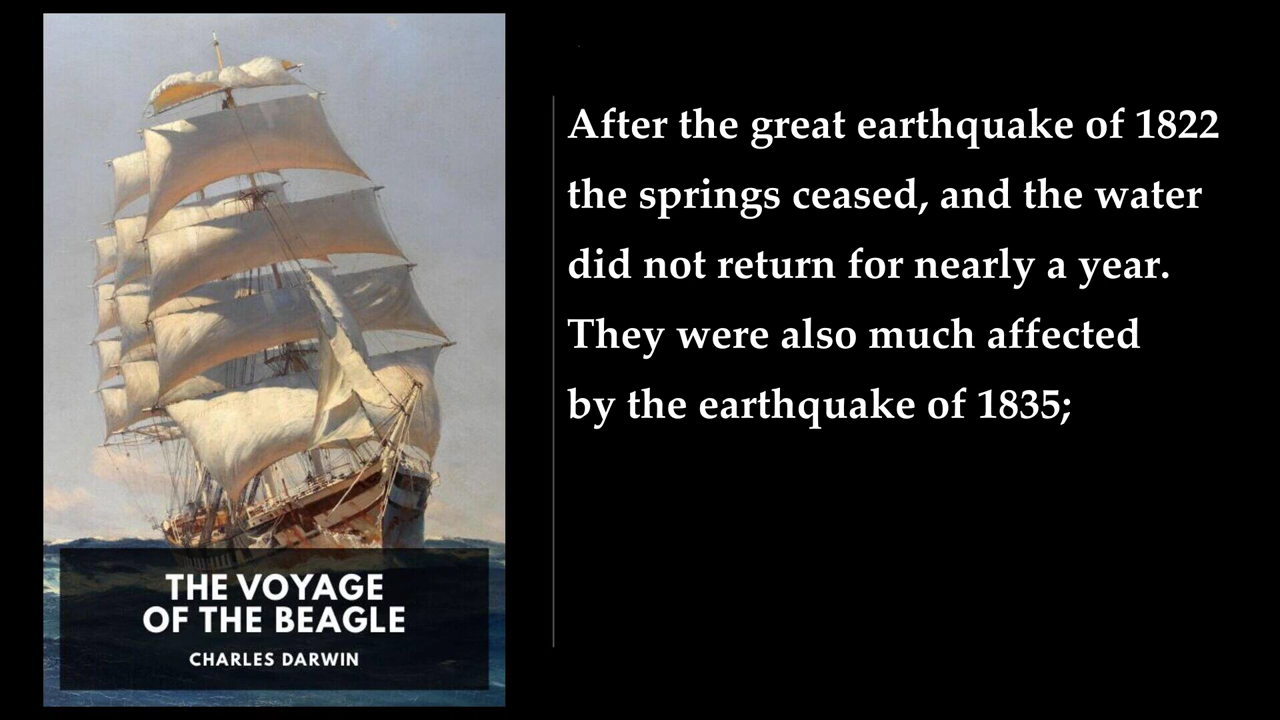 THE VOYAGE
OF THE BEAGLE
CHARLES DARWIN
After the great earthquake of 1822
the springs ceased, and the water
did not return for nearly a year.
They were also much affected
by the earthquake of 1835;